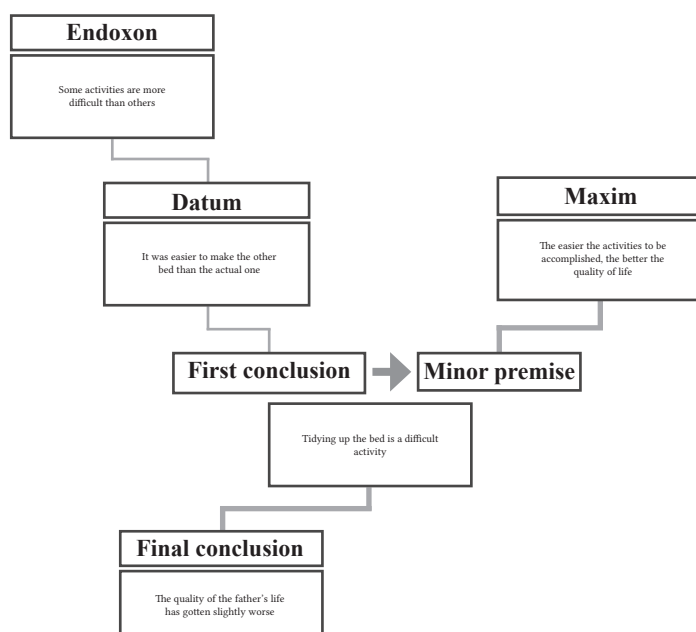 Endoxon
Some activities are more
difficult than others
Datum
It was easier to make the other
bed than the actual one
Maxim
The easier the activities to be
accomplished, the better the
quality of life
First conclusion
Minor premise
Tidying up the bed is a difficult
activity
Final conclusion
The quality of the father's life
has gotten slightly worse